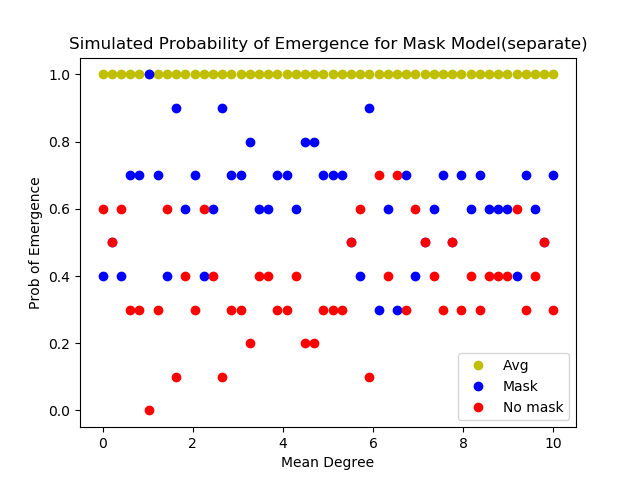 Simulated Probability of Emergence for Mask Model(separate)
1.0
0.8
0.6
0.4
0.2
0.0
Prob of Emergence
0 2 4 6 8 10
Mean Degree
Avg
Mask
No mask